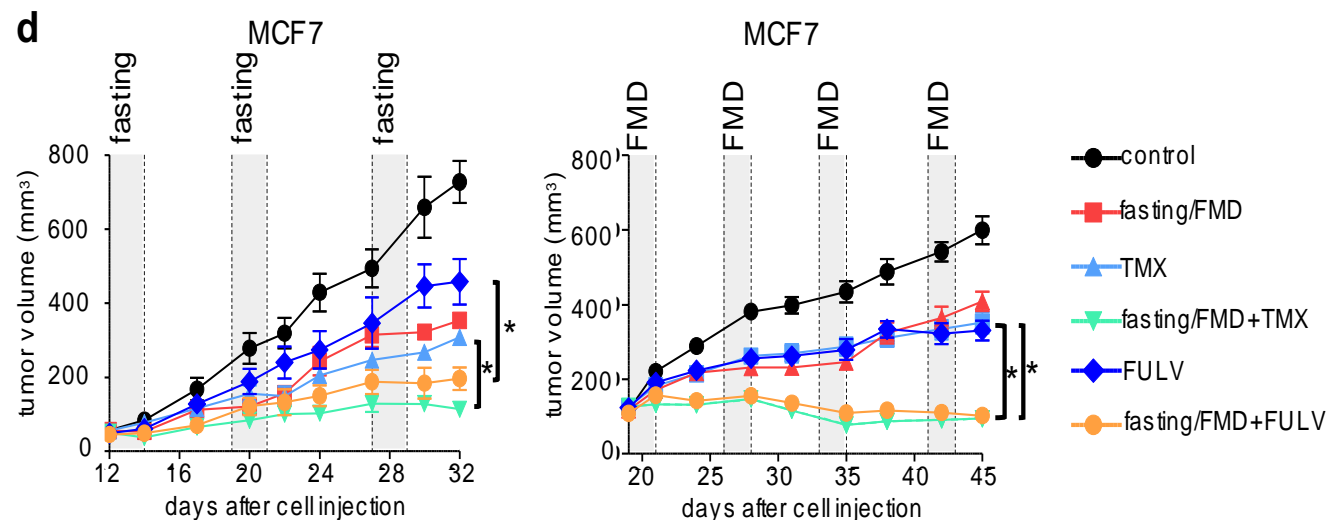 d
MCF7
fasting
fasting
fasting
tumor volume (mm³)
800
600
400
200
0
12
16
20
24
28
32
days after cell injection
*
*
MCF7
FMD
FMD
FMD
FMD
tumor volume (mm³)
800
600
400
200
0
20
25
30
35
40
45
days after cell injection
*
*
control
fasting/FMD
TMX
fasting/FMD+TMX
FULV
fasting/FMD+FULV